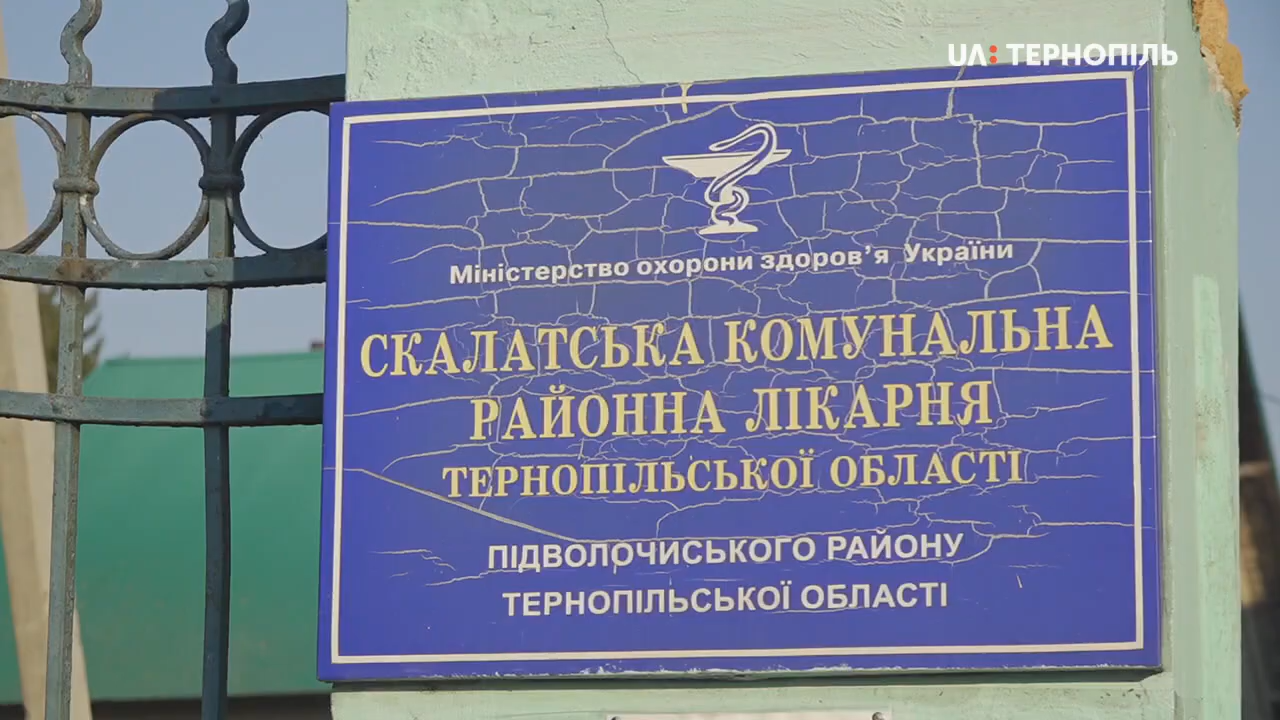 UA: ТЕРНОПІЛЬ
Міністерство охорони здоров'я України
СКАЛАТСЬКА КОМУНАЛЬНА
РАЙОННА ЛІКАРНЯ
ТЕРНОПІЛЬСЬКОЇ ОБЛАСТІ
ПІДВОЛОЧИСЬКОГО РАЙОНУ
ТЕРНОПІЛЬСЬКОЇ ОБЛАСТІ